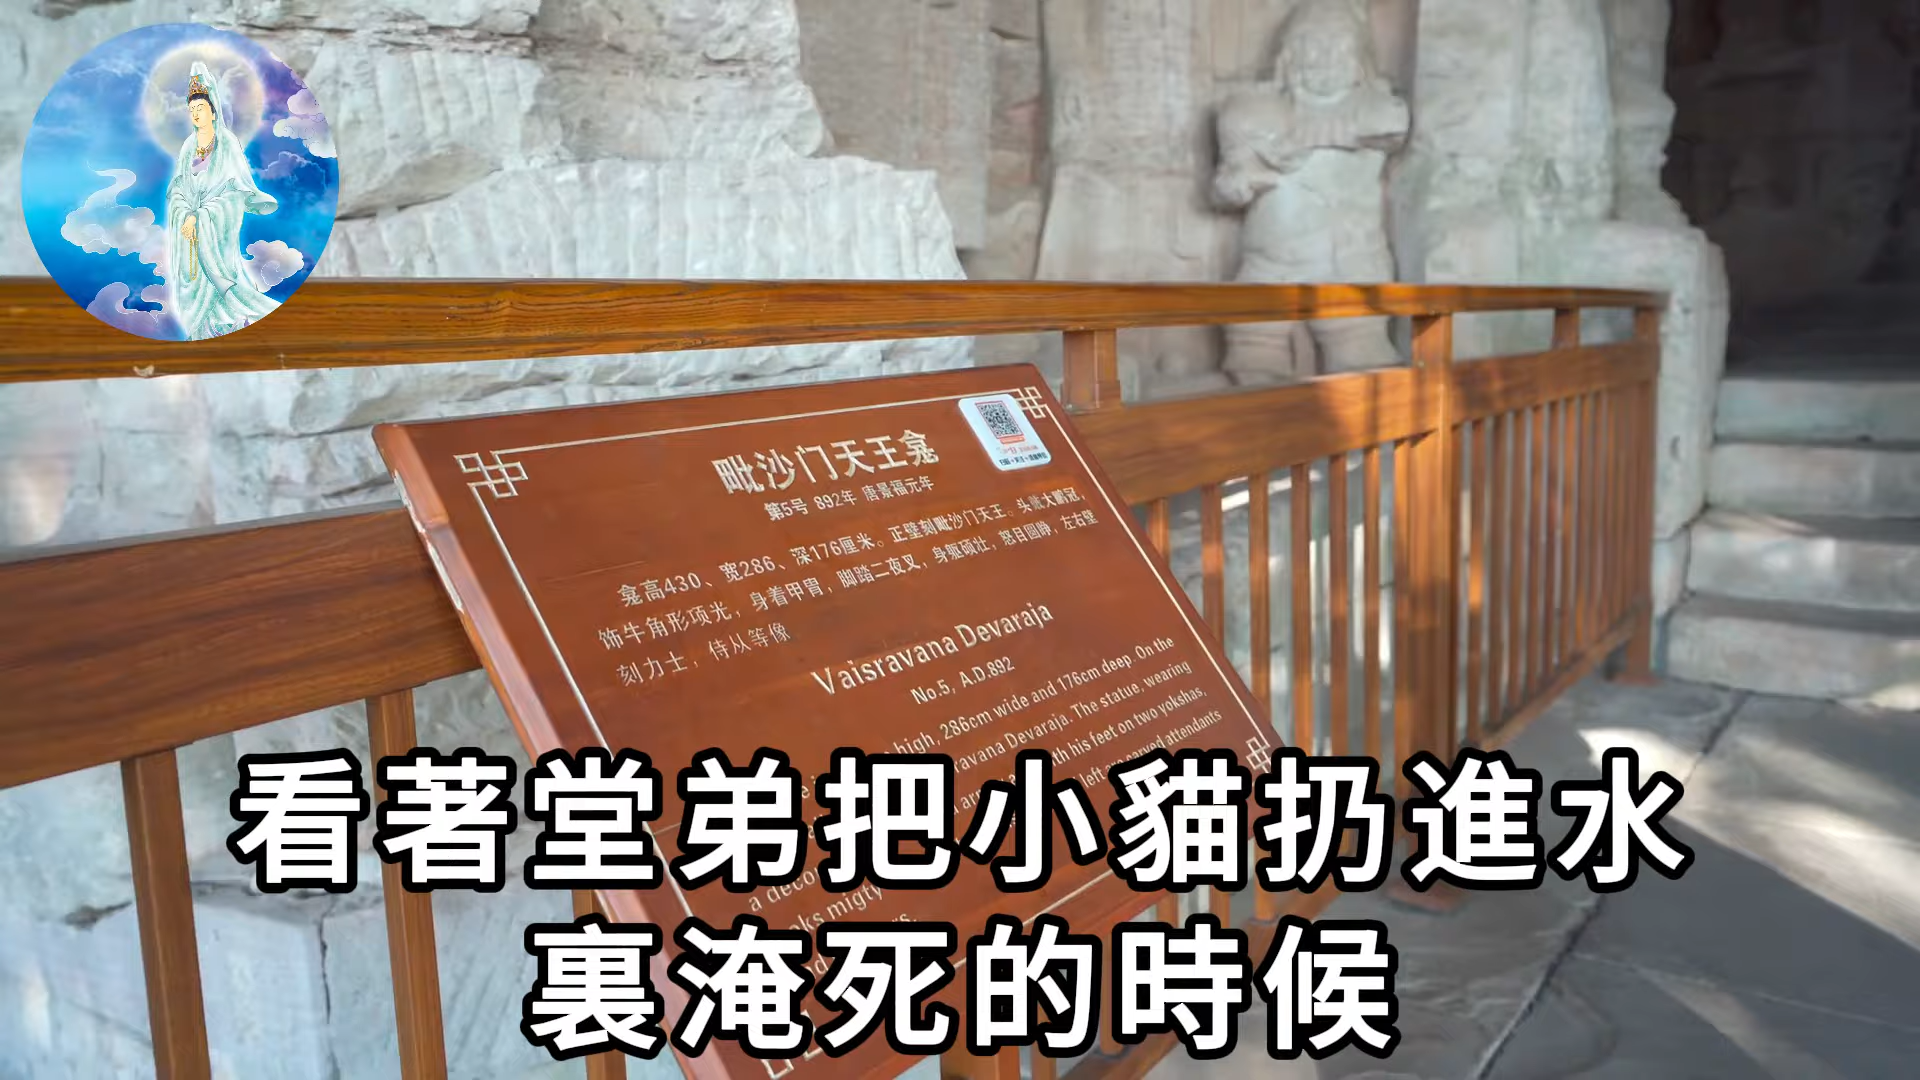 毗沙门天王龛
第5号 892年 唐景福元年
龛高430、宽286、深176厘米。正壁刻毗沙门天王。头戴大鹏冠，
饰牛角形项光，身着甲胄，脚踏二夜叉，身躯硕壮，怒目圆睁，左右壁
刻力士，侍从等像
Vaisravana Devaraja
No.5, A.D.892
high, 286cm wide and 176cm deep. On the
Devaraja. The statue, wearing
his feet on two yokshas,
left are carved attendants
a
migty
看著堂弟把小貓扔進水
裏淹死的時候